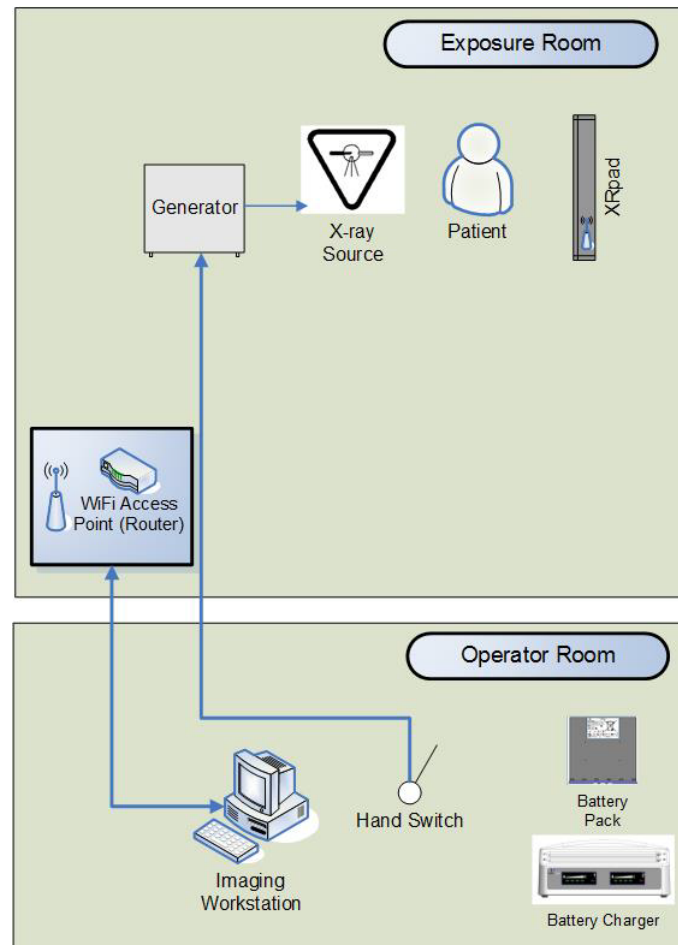 Exposure Room
Generator
X-ray
Source
Patient
XRpad
WiFi Access
Point (Router)
Operator Room
Imaging
Workstation
Hand Switch
Battery
Pack
Battery Charger